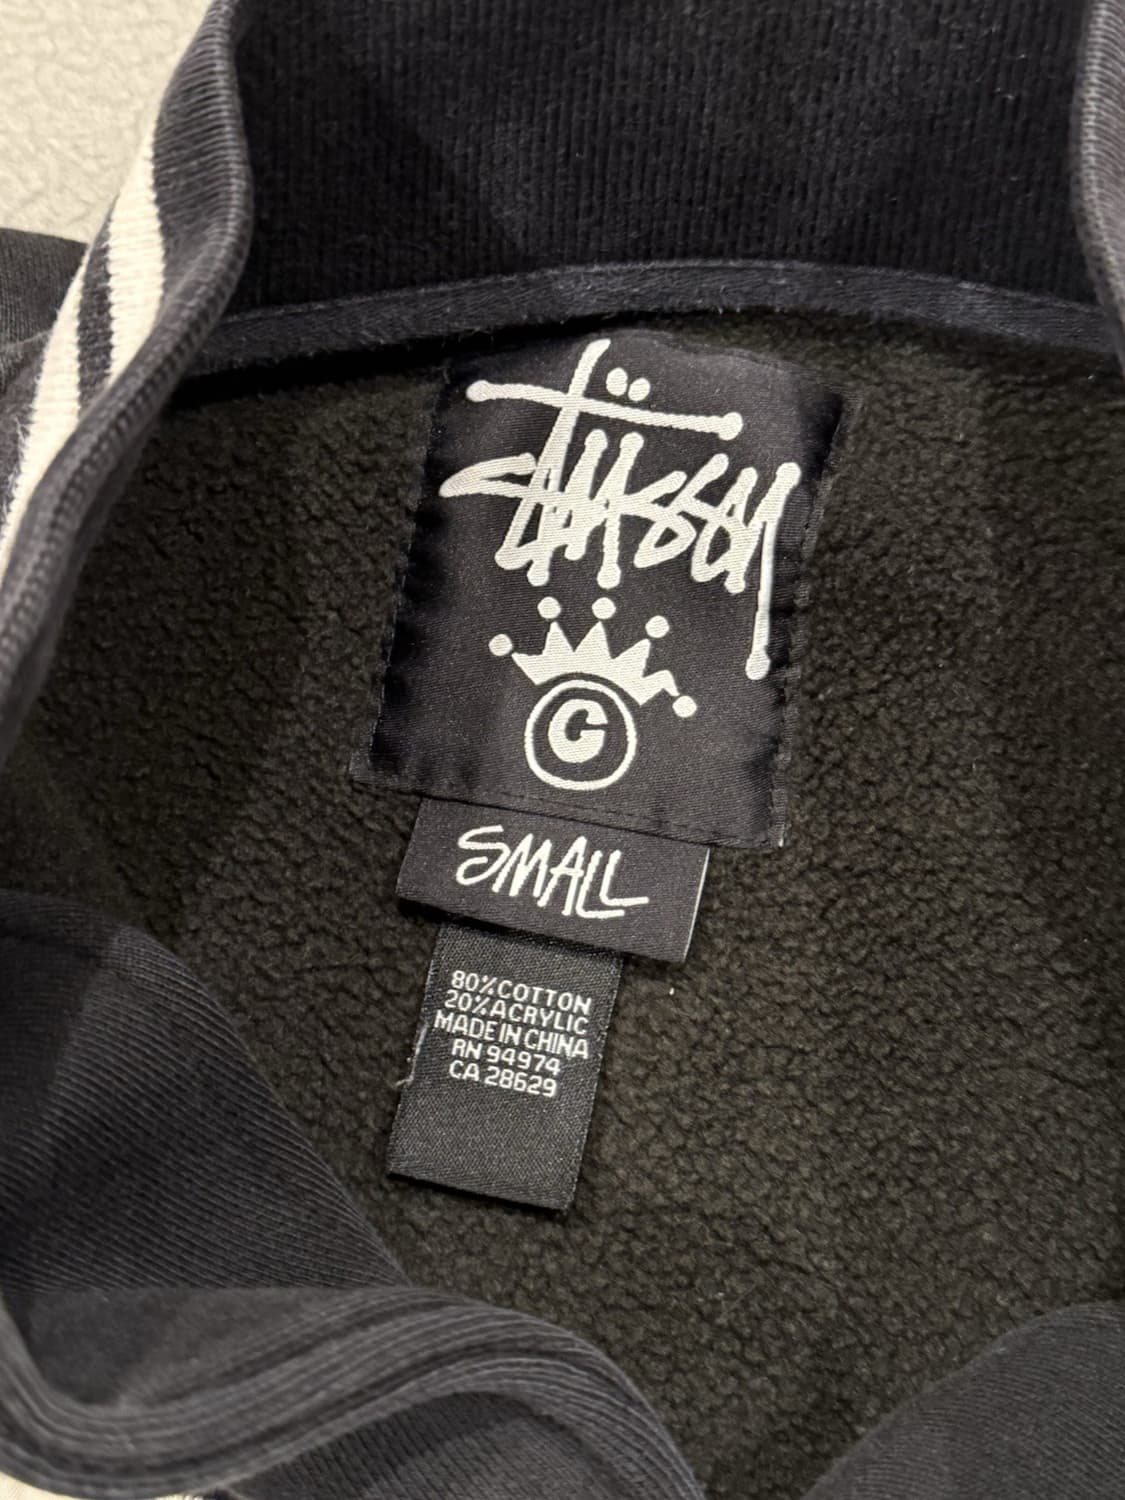 Stüssy
©
SMALL
80%COTTON
20%ACRYLIC
MADE IN CHINA
RN 94974
CA 28629